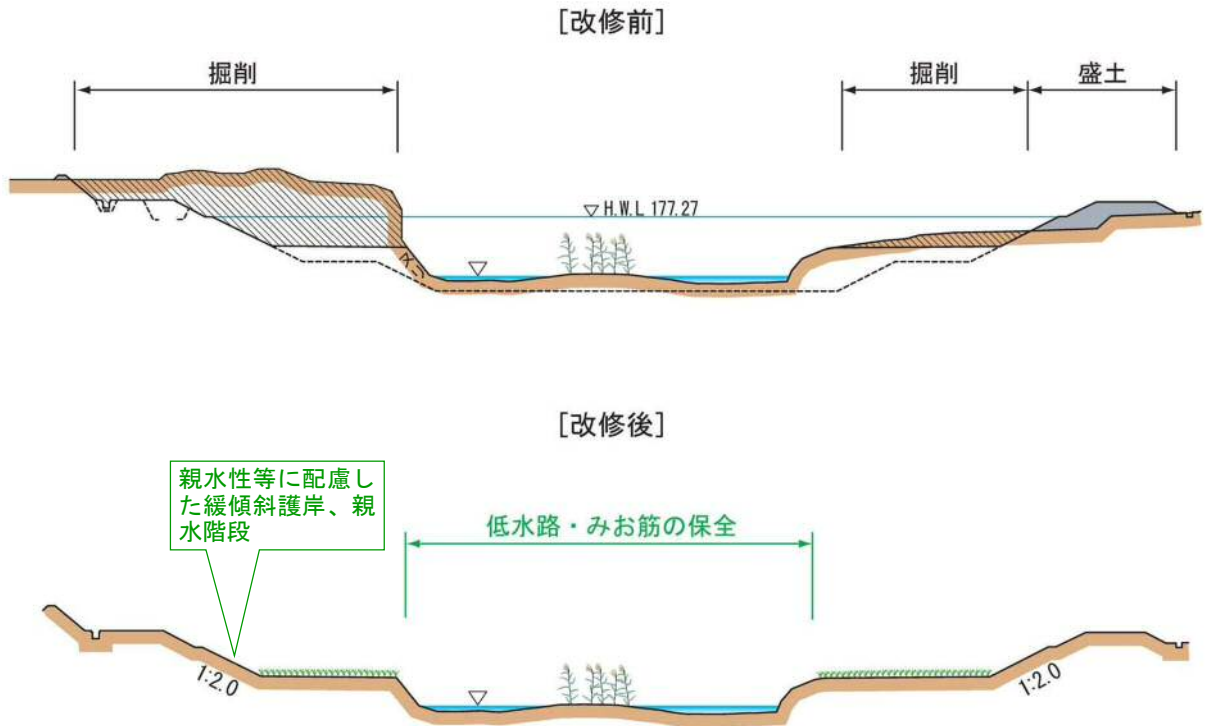 [改修前]
掘削
掘削
盛土
▽H.W.L 177.27
[改修後]
親水性等に配慮し
た緩傾斜護岸、親
水階段
低水路・みお筋の保全
1:2.0
1:2.0